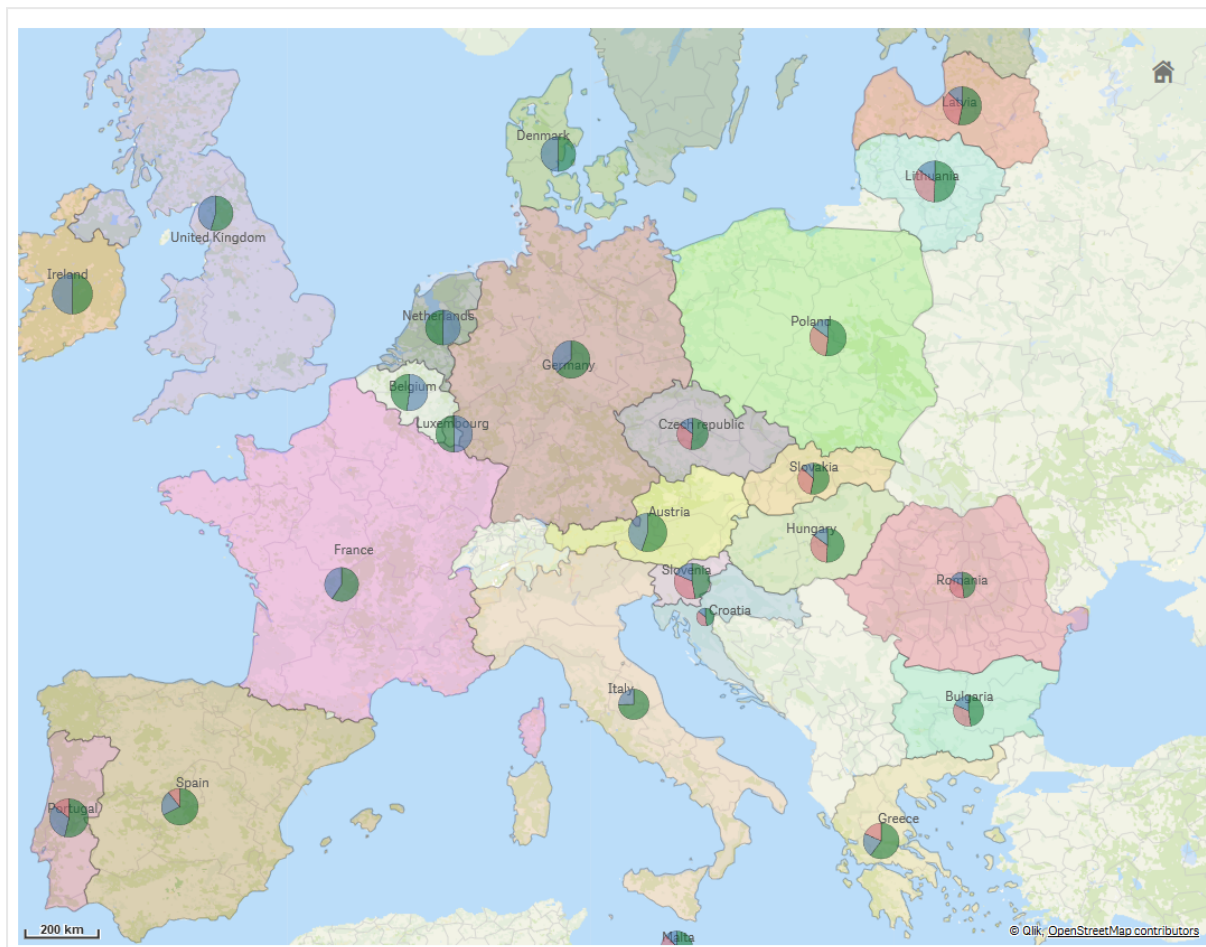 Denmark
Latvia
Lithuania
United Kingdom
Ireland
Netherlands
Poland
Germany
Belgium
Luxembourg
Czech republic
Slovakia
Austria
Hungary
France
Slovenia
Romania
Croatia
Italy
Bulgaria
Spain
Portugal
Greece
Malta
200 km
© Qlik, OpenStreetMap contributors